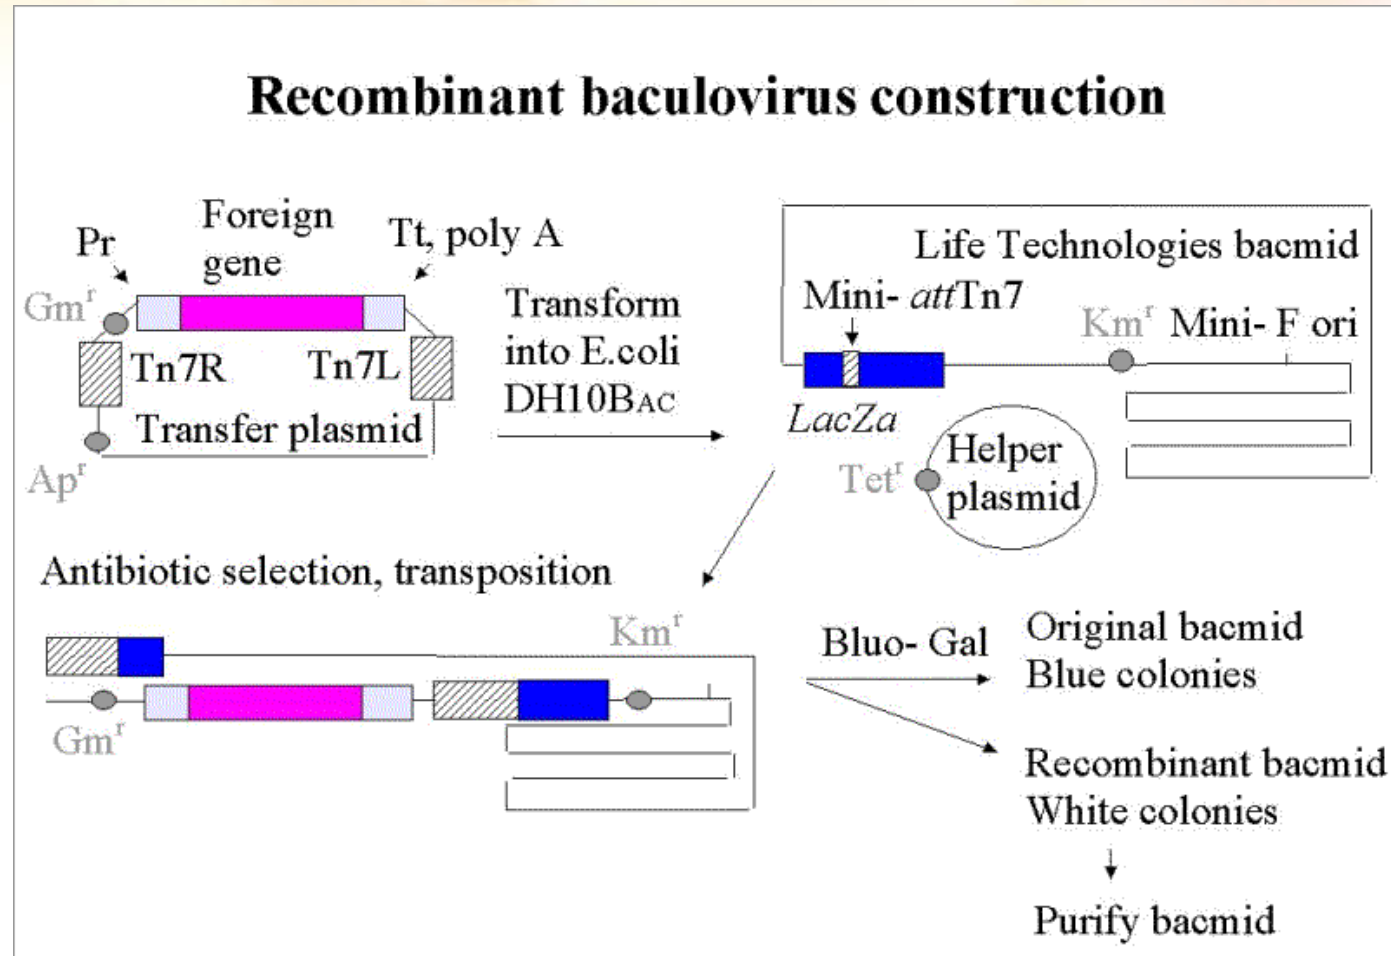 Recombinant baculovirus construction
Pr
Foreign
gene
Tt, poly A
Gmʳ
Tn7R
Tn7L
Transfer plasmid
Apʳ
Transform
into E.coli
DH10BAC
Life Technologies bacmid
Mini- attTn7
Kmʳ
Mini- F ori
LacZa
Tetʳ
Helper
plasmid
Antibiotic selection, transposition
Kmʳ
Gmʳ
Bluo- Gal
Original bacmid
Blue colonies
Recombinant bacmid
White colonies
Purify bacmid